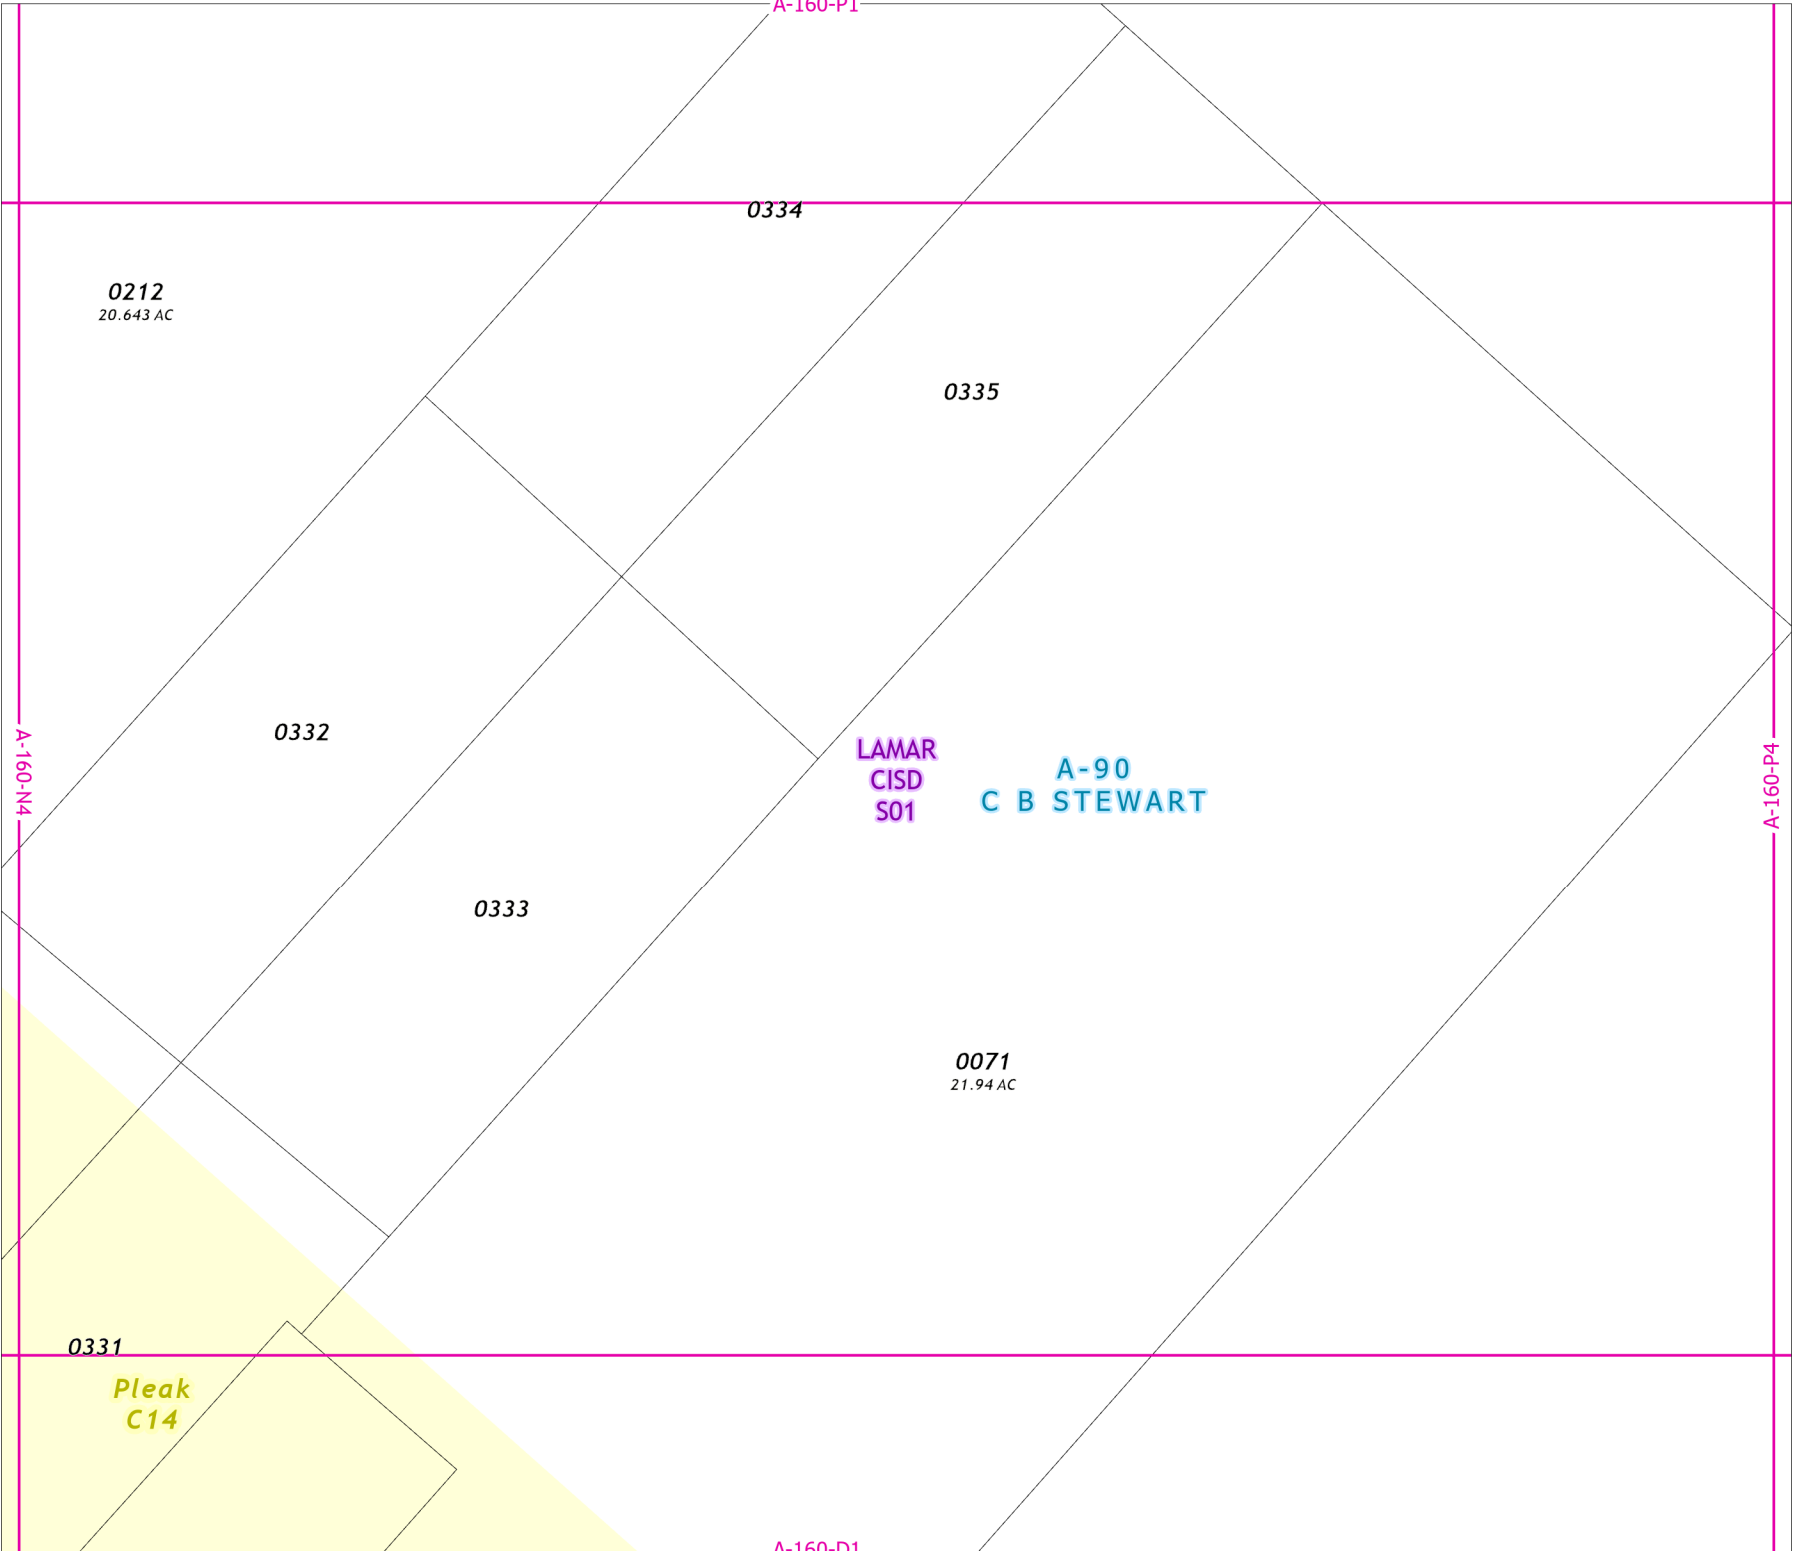 A-160-P1
0334
0212
20.643 AC
0335
0332
LAMAR
CISD
S01
A-90
C B STEWART
A-160-N4
A-160-P4
0333
0071
21.94 AC
0331
Pleak
C14
A-160-D1